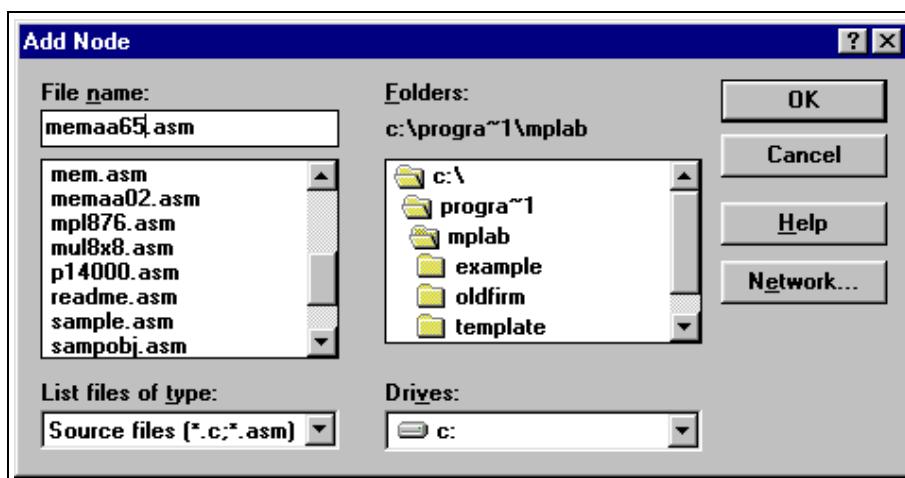 Add Node
File name:
memaa65.asm
mem.asm
memaa02.asm
mpl876.asm
mul8x8.asm
p14000.asm
readme.asm
sample.asm
sampobj.asm
List files of type:
Source files (*.c;*.asm)
Folders:
c:\progra~1\mplab
c:\
progra~1
mplab
example
oldfirm
template
Drives:
c:
OK
Cancel
Help
Network...